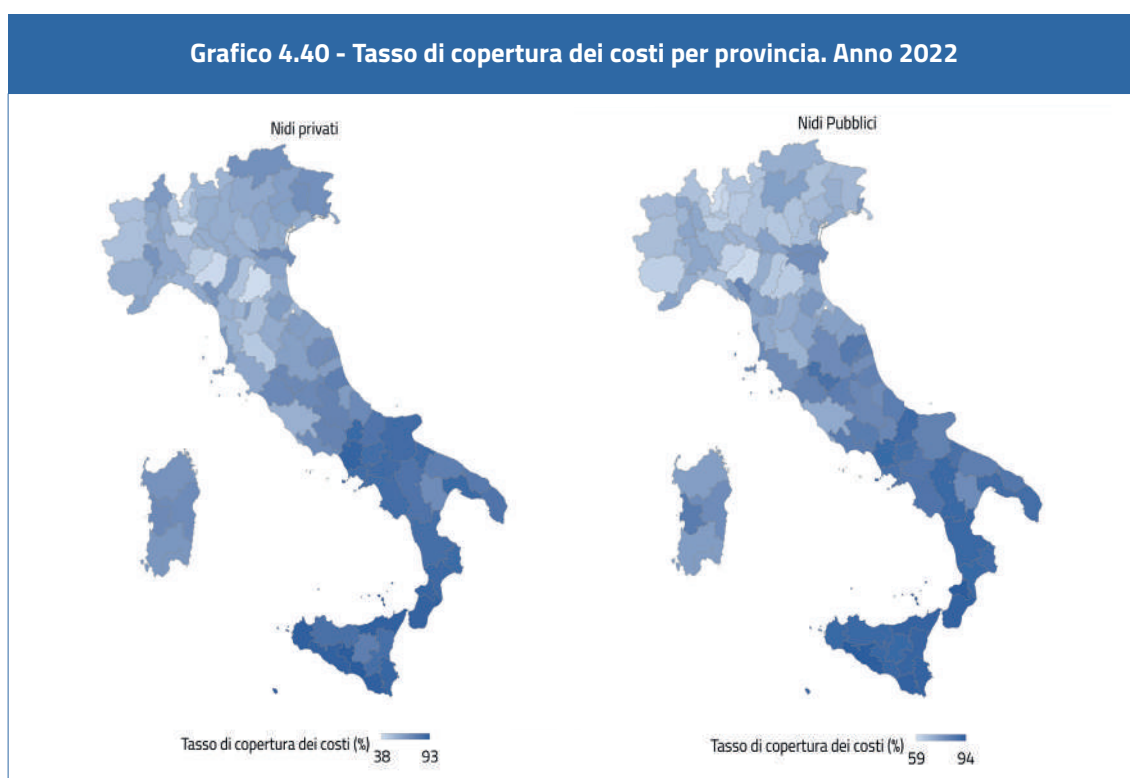 Grafico 4.40 - Tasso di copertura dei costi per provincia. Anno 2022
Nidi privati
Nidi Pubblici
Tasso di copertura dei costi (%)
38 93
Tasso di copertura dei costi (%)
59 94